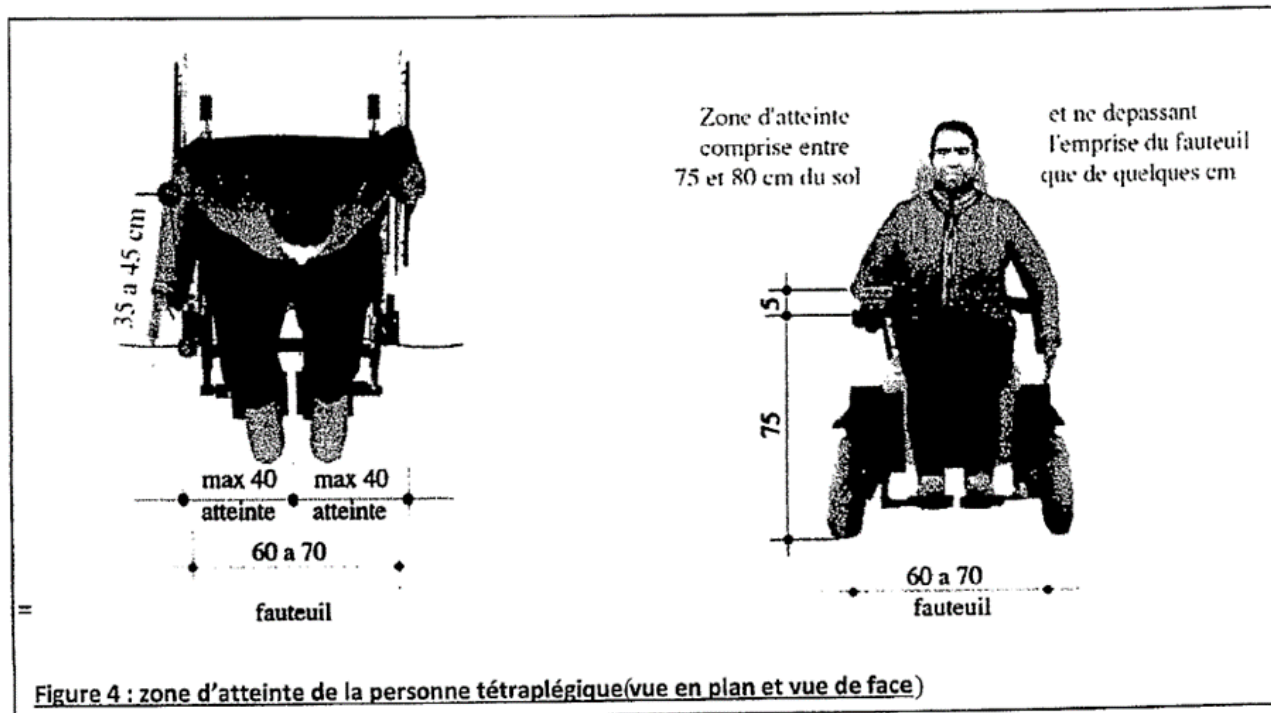 35 a 45 cm
max 40
atteinte
max 40
atteinte
60 a 70
fauteuil
=
Zone d'atteinte
comprise entre
75 et 80 cm du sol
et ne depassant
l'emprise du fauteuil
que de quelques cm
5
75
60 a 70
fauteuil
Figure 4 : zone d'atteinte de la personne tétraplégique(vue en plan et vue de face)